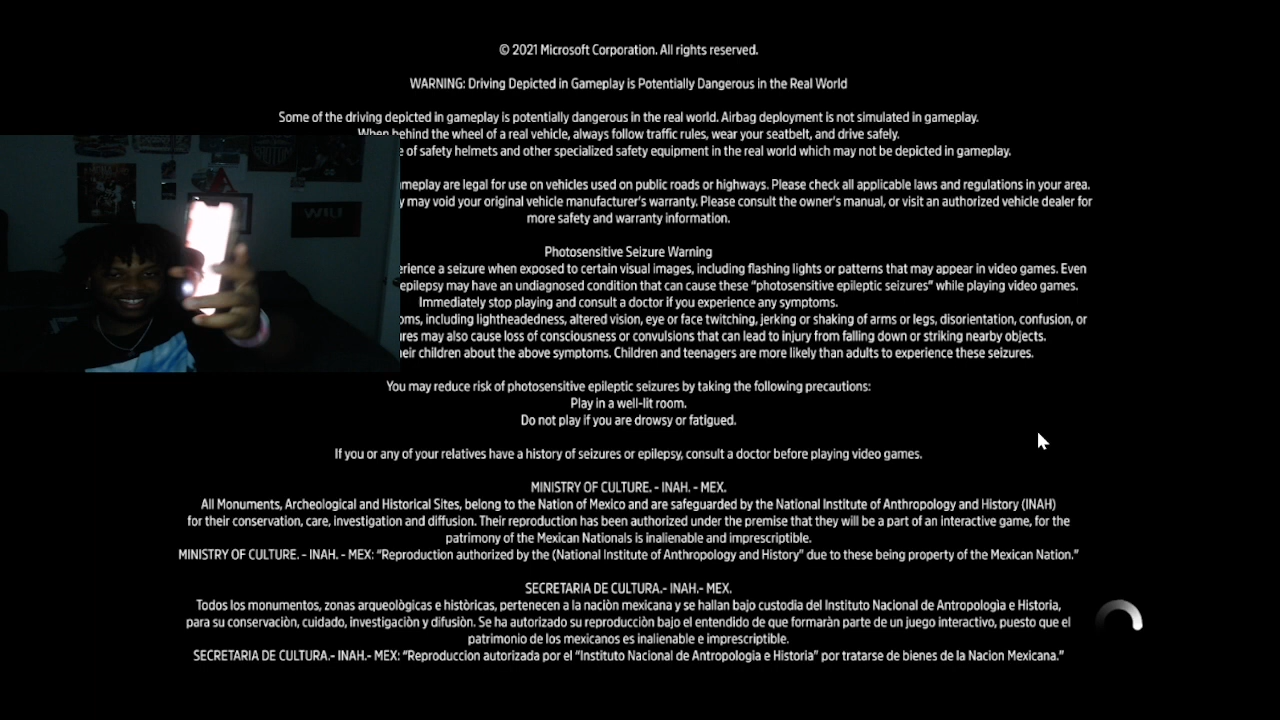 © 2021 Microsoft Corporation. All rights reserved.
WARNING: Driving Depicted in Gameplay is Potentially Dangerous in the Real World
Some of the driving depicted in gameplay is potentially dangerous in the real world. Airbag deployment is not simulated in gameplay.
When behind the wheel of a real vehicle, always follow traffic rules, wear your seatbelt, and drive safely.
of safety helmets and other specialized safety equipment in the real world which may not be depicted in gameplay.
gameplay are legal for use on vehicles used on public roads or highways. Please check all applicable laws and regulations in your area.
may void your original vehicle manufacturer's warranty. Please consult the owner's manual, or visit an authorized vehicle dealer for
more safety and warranty information.
Photosensitive Seizure Warning
a seizure when exposed to certain visual images, including flashing lights or patterns that may appear in video games. Even
epilepsy may have an undiagnosed condition that can cause these "photosensitive epileptic seizures" while playing video games.
Immediately stop playing and consult a doctor if you experience any symptoms.
including lightheadedness, altered vision, eye or face twitching, jerking or shaking of arms or legs, disorientation, confusion, or
may also cause loss of consciousness or convulsions that can lead to injury from falling down or striking nearby objects.
their children about the above symptoms. Children and teenagers are more likely than adults to experience these seizures.
You may reduce risk of photosensitive epileptic seizures by taking the following precautions:
Play in a well-lit room.
Do not play if you are drowsy or fatigued.
If you or any of your relatives have a history of seizures or epilepsy, consult a doctor before playing video games.
MINISTRY OF CULTURE. - INAH. - MEX.
All Monuments, Archeological and Historical Sites, belong to the Nation of Mexico and are safeguarded by the National Institute of Anthropology and History (INAH)
for their conservation, care, investigation and diffusion. Their reproduction has been authorized under the premise that they will be a part of an interactive game, for the
patrimony of the Mexican Nationals is inalienable and imprescriptible.
MINISTRY OF CULTURE. - INAH. - MEX: "Reproduction authorized by the (National Institute of Anthropology and History" due to these being property of the Mexican Nation."
SECRETARIA DE CULTURA.- INAH.- MEX.
Todos los monumentos, zonas arqueològicas e històricas, pertenecen a la naciòn mexicana y se hallan bajo custodia del Instituto Nacional de Antropologìa e Historia,
para su conservaciòn, cuidado, investigaciòn y difusiòn. Se ha autorizado su reproducciòn bajo el entendido de que formaràn parte de un juego interactivo, puesto que el
patrimonio de los mexicanos es inalienable e imprescriptible.
SECRETARIA DE CULTURA.- INAH.- MEX: "Reproduccion autorizada por el "Instituto Nacional de Antropologia e Historia" por tratarse de bienes de la Nacion Mexicana."